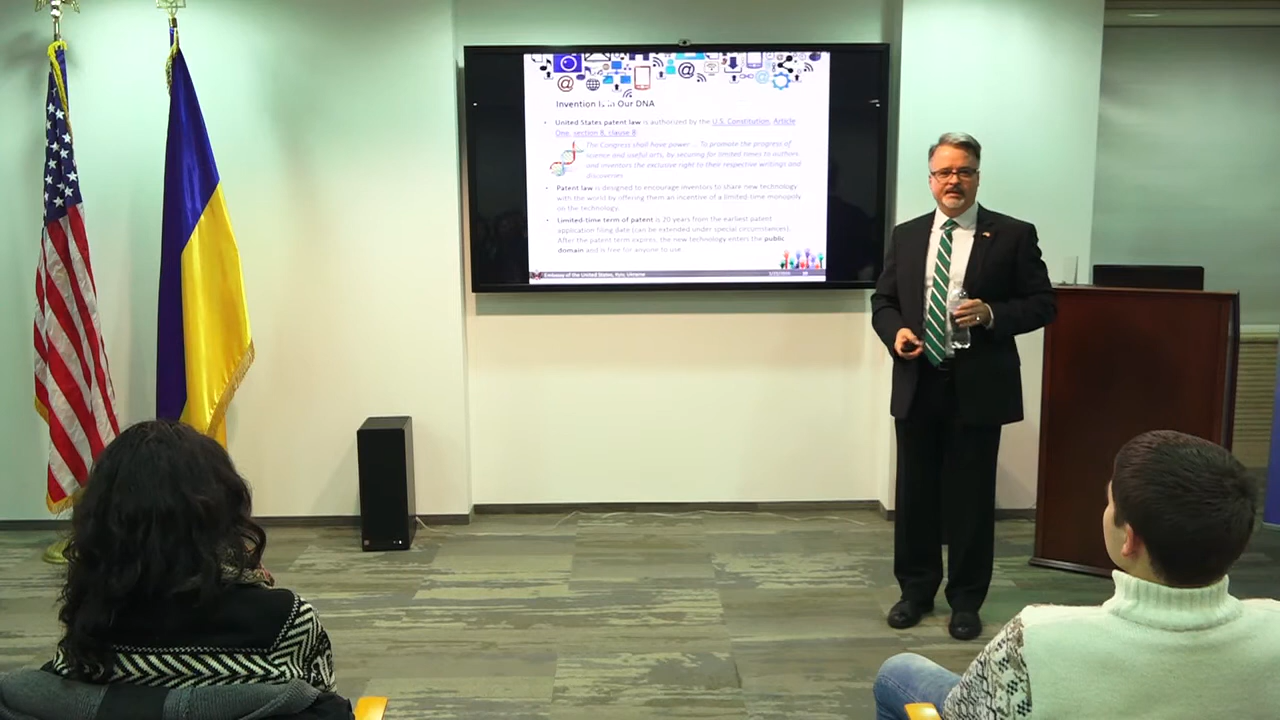 Invention Is in Our DNA
United States patent law is authorized by the U.S. Constitution, Article
One, section 8, clause 8:
The Congress shall have power ... To promote the progress of
science and useful arts, by securing for limited times to authors
and inventors the exclusive right to their respective writings and
discoveries.
Patent law is designed to encourage inventors to share new technology
with the world by offering them an incentive of a limited time monopoly
on the technology.
Limited-time term of patent is 20 years from the earliest patent
application filing date (can be extended under special circumstances).
After the patent term expires, the new technology enters the public
domain and is free for anyone to use.
Embassy of the United States, Kyiv, Ukraine